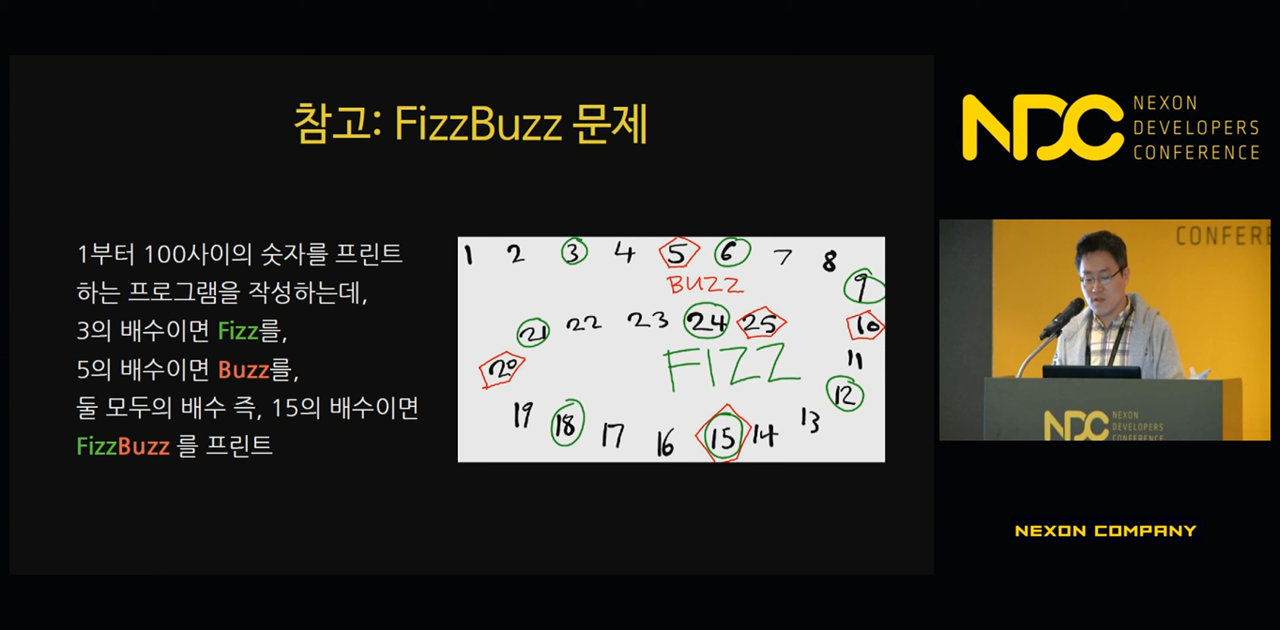 참고: FizzBuzz 문제
1부터 100사이의 숫자를 프린트
하는 프로그램을 작성하는데,
3의 배수이면 Fizz를,
5의 배수이면 Buzz를,
둘 모두의 배수 즉, 15의 배수이면
FizzBuzz 를 프린트
1 2 3 4 5 6 7 8
BUZZ
9
21 22 23 24 25 10
FIZZ
20 11
12
19 18 17 16 15 14 13
NDC
NEXON
DEVELOPERS
CONFERENCE
CONFERE
NDC
NEXON
DEVELOPERS
CONFERENCE
NEXON COMPANY